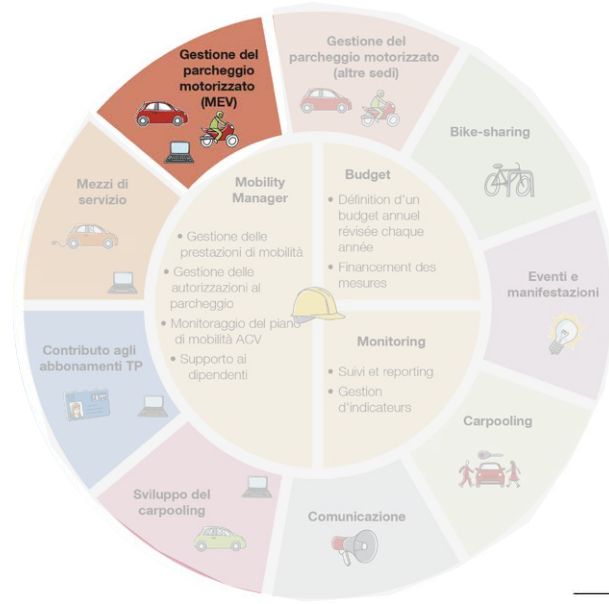 Gestione del
parcheggio
motorizzato
(MEV)
Gestione del
parcheggio motorizzato
(altre sedi)
Bike-sharing
Eventi e
manifestazioni
Carpooling
Comunicazione
Sviluppo del
carpooling
Contributo agli
abbonamenti TP
Mezzi di
servizio
Mobility
Manager
• Gestione delle
prestazioni di mobilità
• Gestione delle
autorizzazioni al
parcheggio
• Monitoraggio del piano
di mobilità ACV
• Supporto ai
dipendenti
Budget
• Définition d'un
budget annuel
révisée chaque
année
• Financement des
mesures
Monitoring
• Suivi et reporting
• Gestion
d'indicateurs